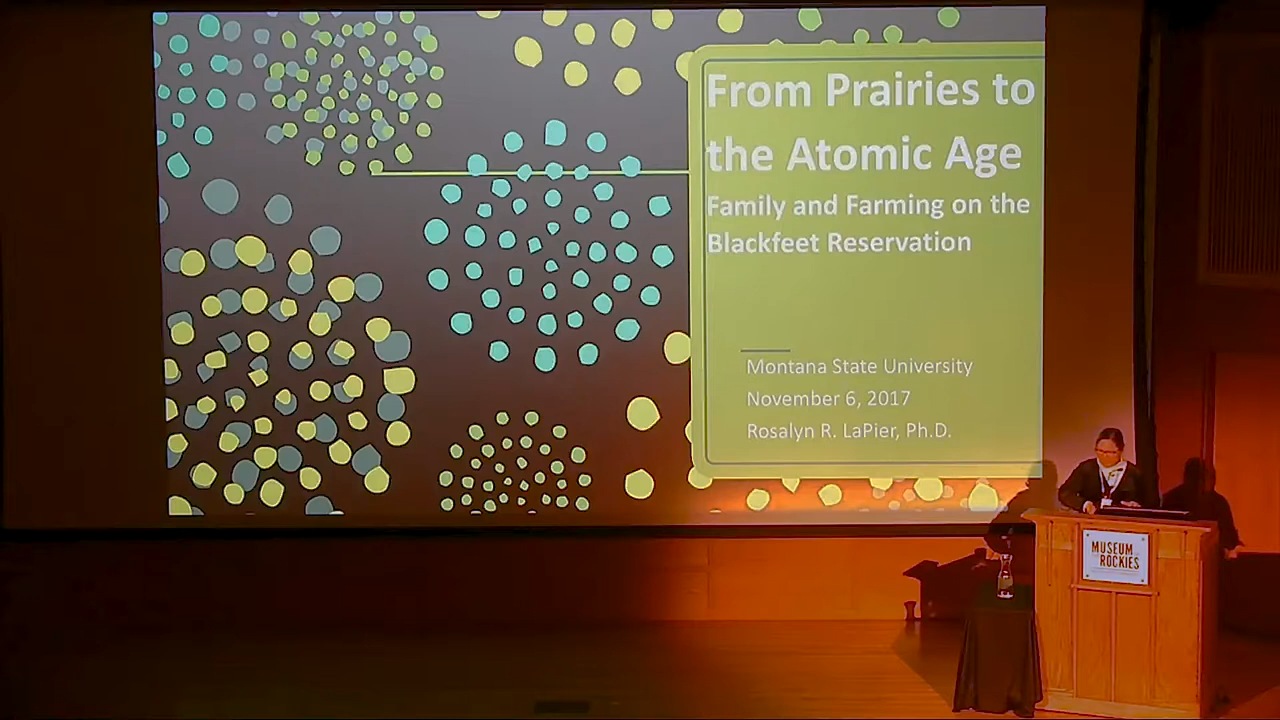 From Prairies to
the Atomic Age
Family and Farming on the
Blackfeet Reservation
Montana State University
November 6, 2017
Rosalyn R. LaPier, Ph.D.
MUSEUM
ROCKIES